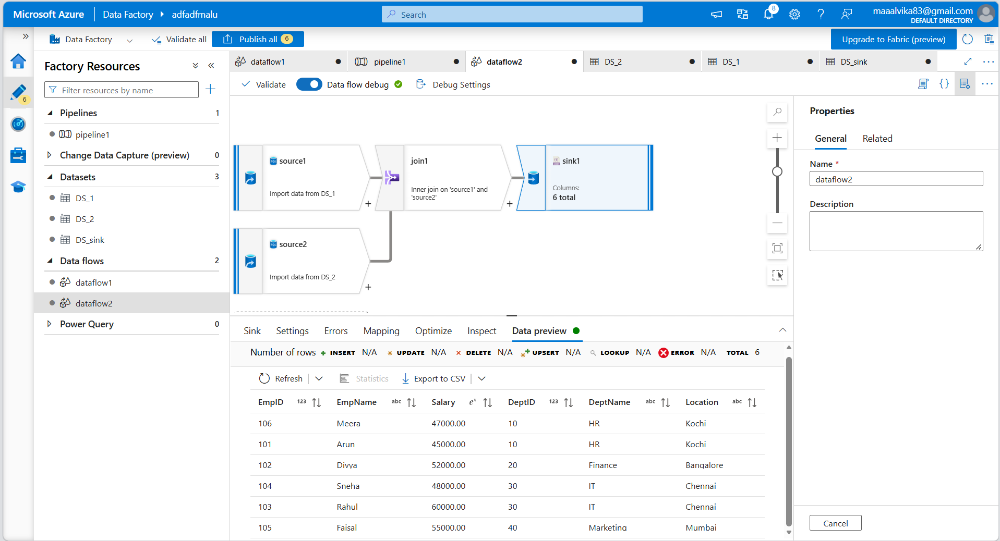 Microsoft Azure Data Factory adfadfmalu Search 8 maaalvika83@gmail.com
DEFAULT DIRECTORY
Data Factory Validate all Publish all 6 Upgrade to Fabric (preview)
Factory Resources
Filter resources by name
6
Pipelines 1
pipeline1
Change Data Capture (preview) 0
Datasets 3
DS_1
DS_2
DS_sink
Data flows 2
dataflow1
dataflow2
Power Query 0
dataflow1 pipeline1 dataflow2 DS_2 DS_1 DS_sink
Validate Data flow debug Debug Settings
source1
Import data from DS_1
join1
Inner join on 'source1' and
'source2'
sink1
Columns:
6 total
source2
Import data from DS_2
Sink Settings Errors Mapping Optimize Inspect Data preview
Number of rows INSERT N/A UPDATE N/A DELETE N/A UPSERT N/A LOOKUP N/A ERROR N/A TOTAL 6
Refresh Statistics Export to CSV
EmpID 123 EmpName abc Salary eˣ DeptID 123 DeptName abc Location abc
106 Meera 47000.00 10 HR Kochi
101 Arun 45000.00 10 HR Kochi
102 Divya 52000.00 20 Finance Bangalore
104 Sneha 48000.00 30 IT Chennai
103 Rahul 60000.00 30 IT Chennai
105 Faisal 55000.00 40 Marketing Mumbai
Properties
General Related
Name *
dataflow2
Description
Cancel